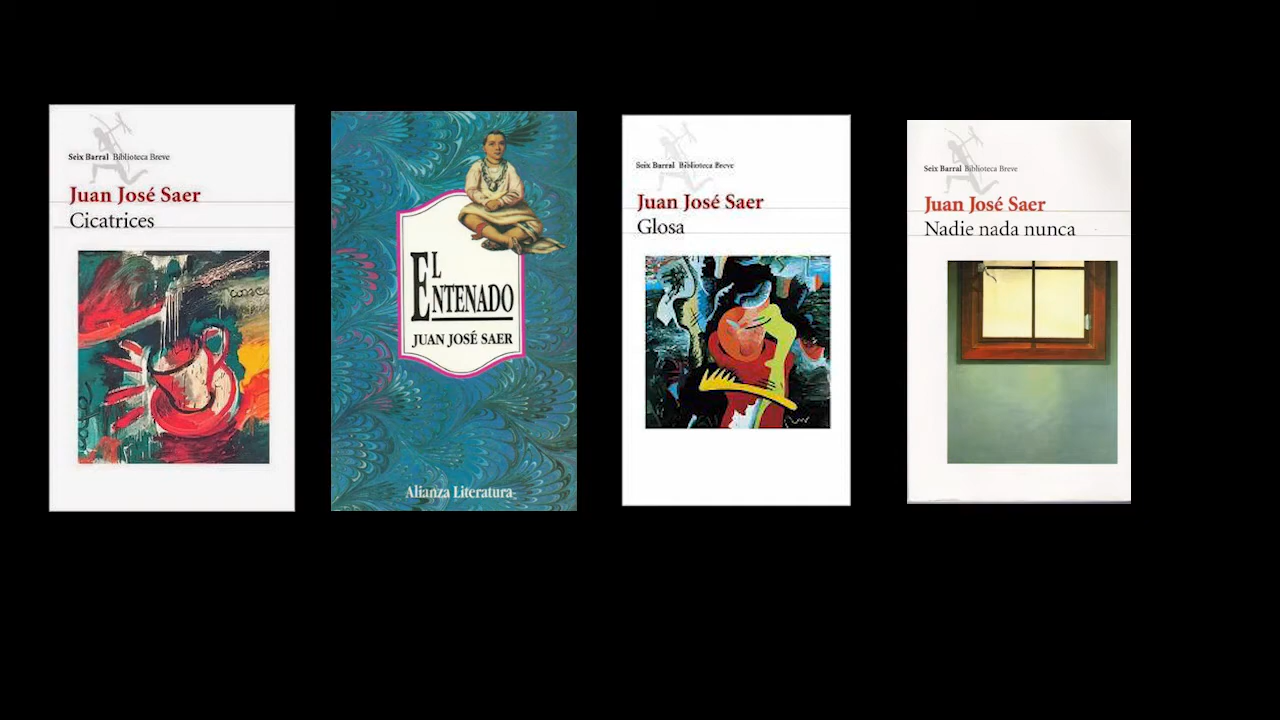 Seix Barral Biblioteca Breve
Juan José Saer
Cicatrices
EL
ENTENADO
JUAN JOSÉ SAER
Alianza Literatura
Seix Barral Biblioteca Breve
Juan José Saer
Glosa
Seix Barral Biblioteca Breve
Juan José Saer
Nadie nada nunca